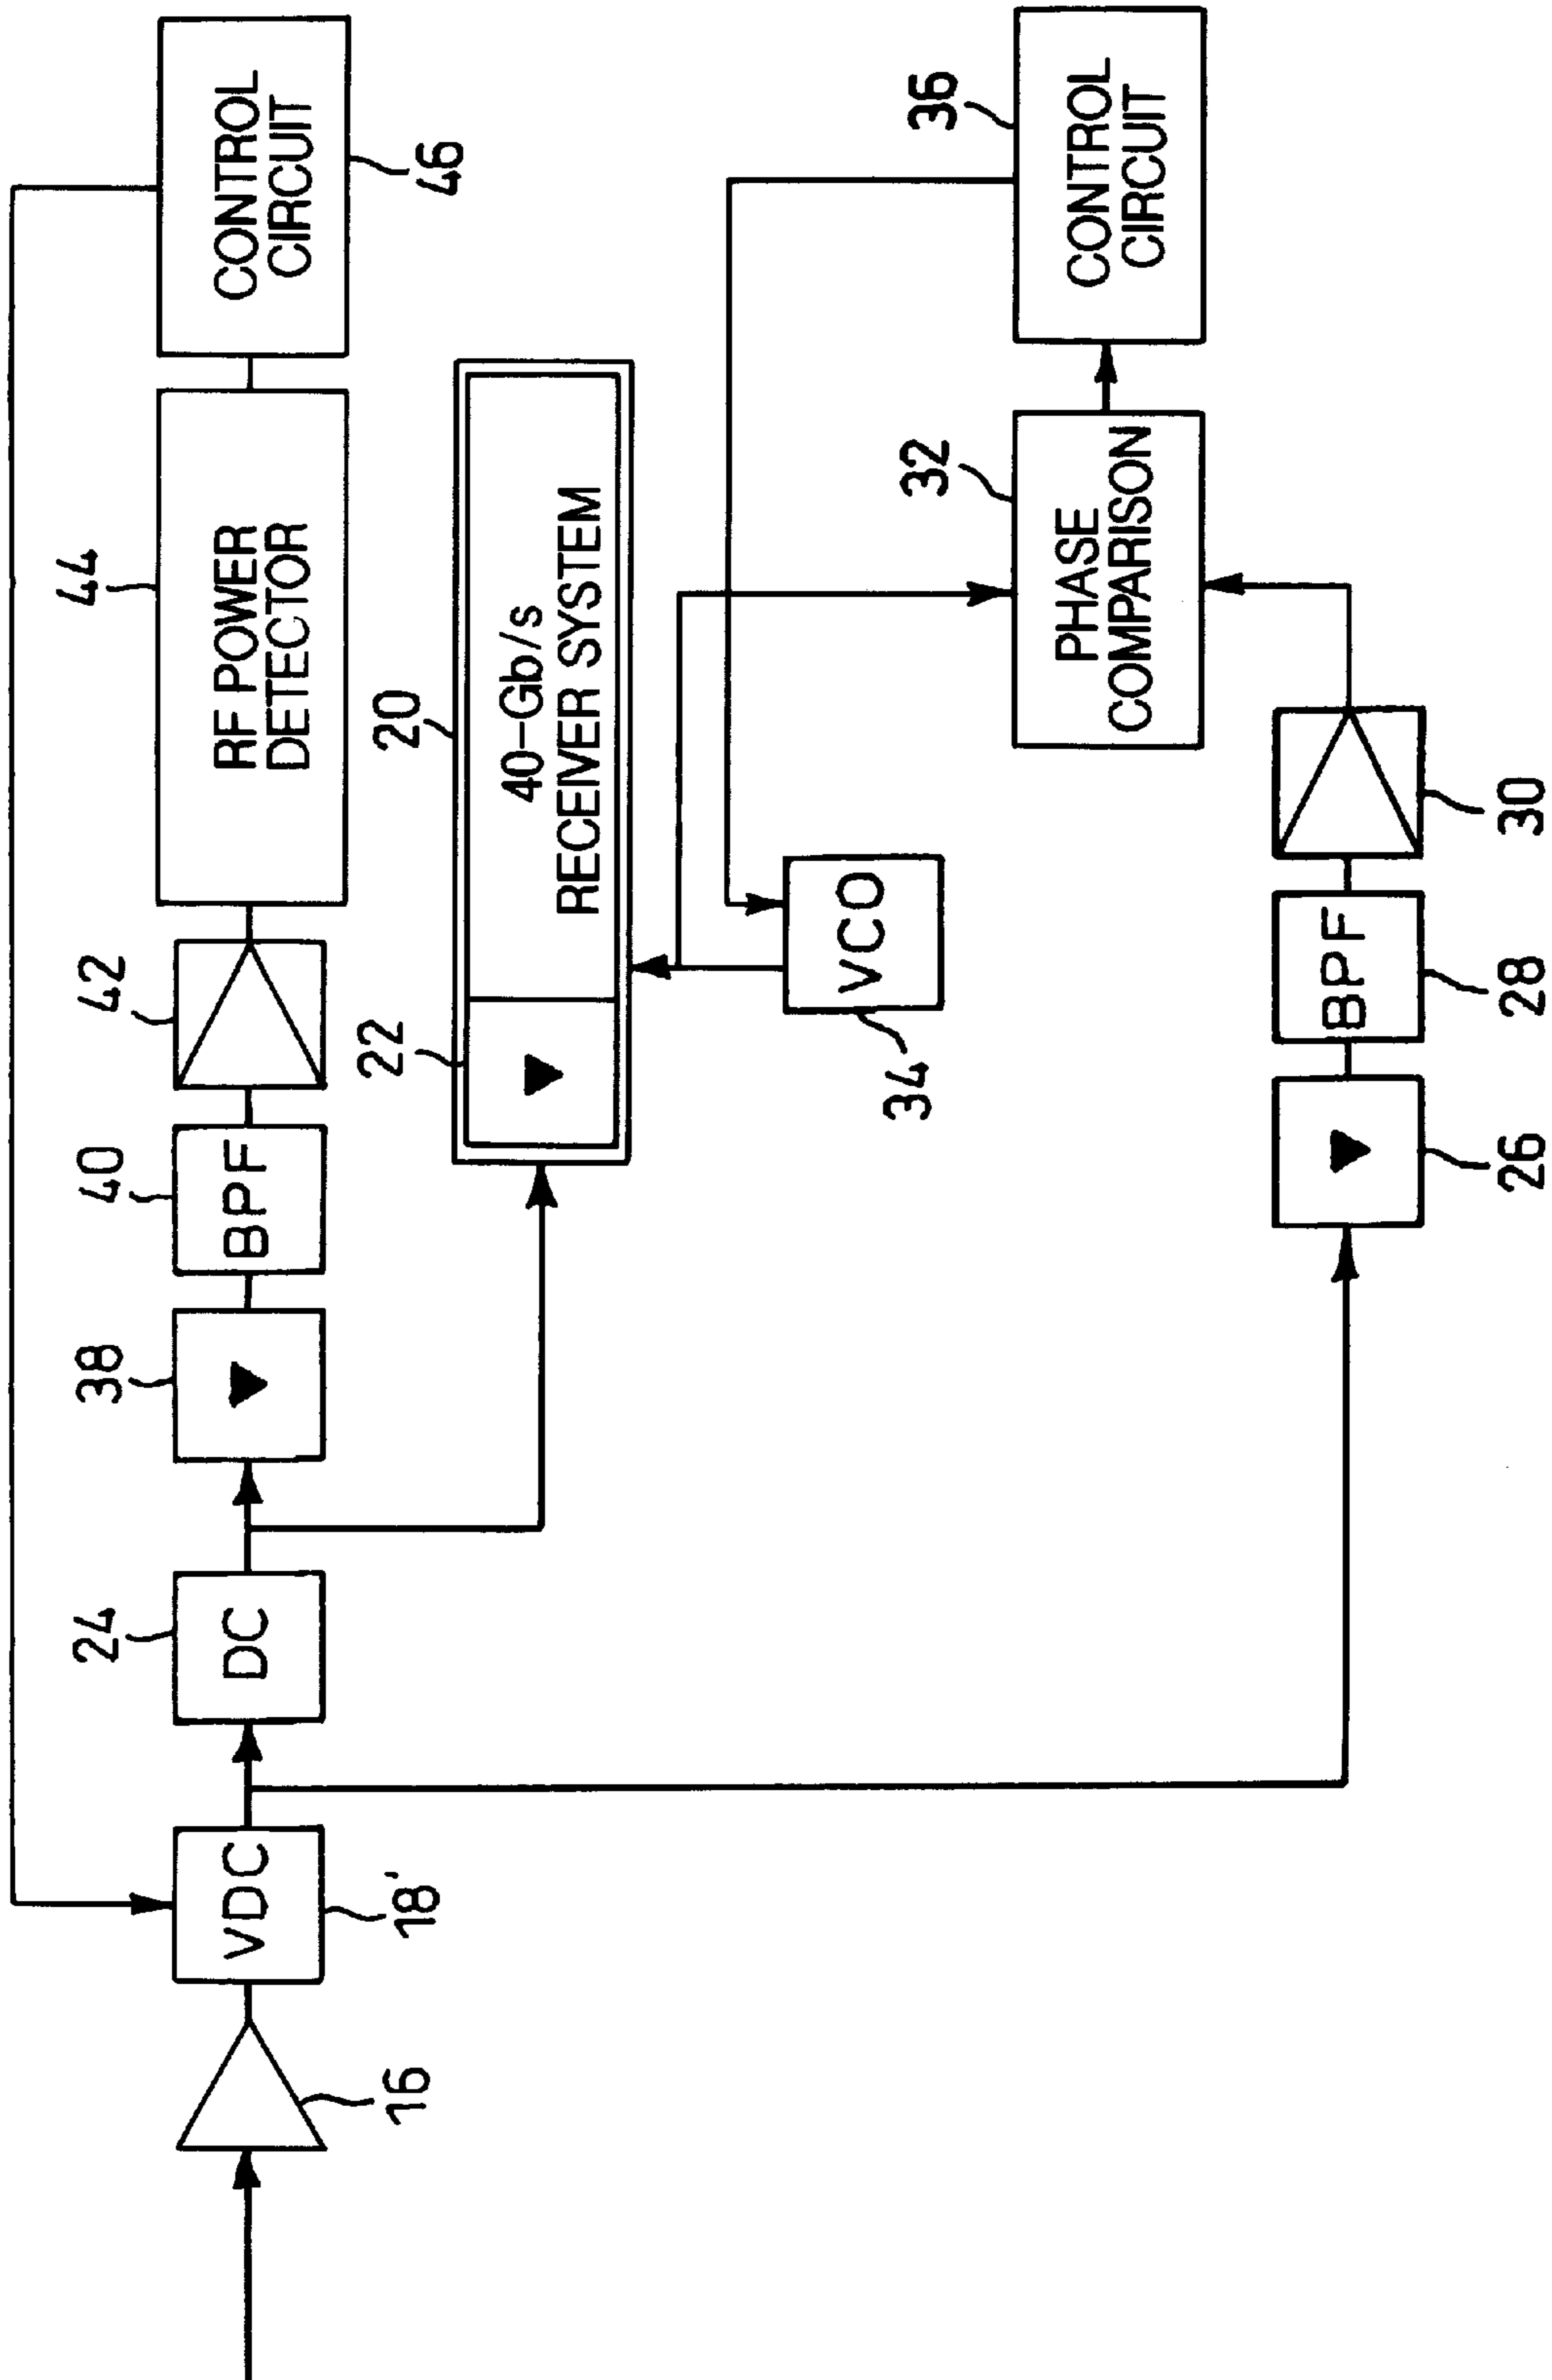 16
VDC
18'
24
DC
38
40
BPF
42
44
RF POWER
DETECTOR
CONTROL
CIRCUIT
46
20
22
40-Gb/s
RECEIVER SYSTEM
34
VCO
32
PHASE
COMPARISON
36
CONTROL
CIRCUIT
26
BPF
28
30